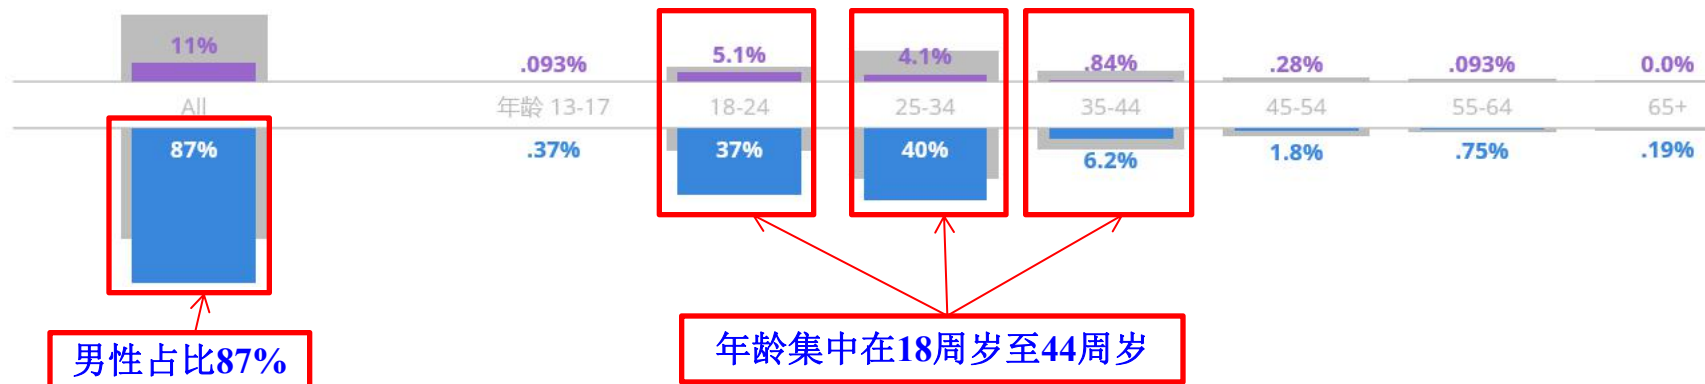 11% .093% 5.1% 4.1% .84% .28% .093% 0.0%
All 年龄 13-17 18-24 25-34 35-44 45-54 55-64 65+
87% .37% 37% 40% 6.2% 1.8% .75% .19%
男性占比87% 年龄集中在18周岁至44周岁